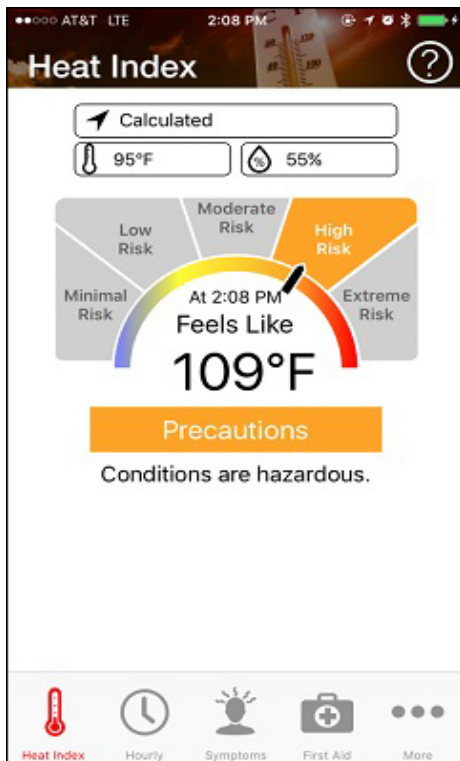 AT&T LTE 2:08 PM
Heat Index ?
Calculated
95°F % 55%
Minimal Risk
Low Risk
Moderate Risk
High Risk
Extreme Risk
At 2:08 PM
Feels Like
109°F
Precautions
Conditions are hazardous.
Heat Index Hourly Symptoms First Aid More